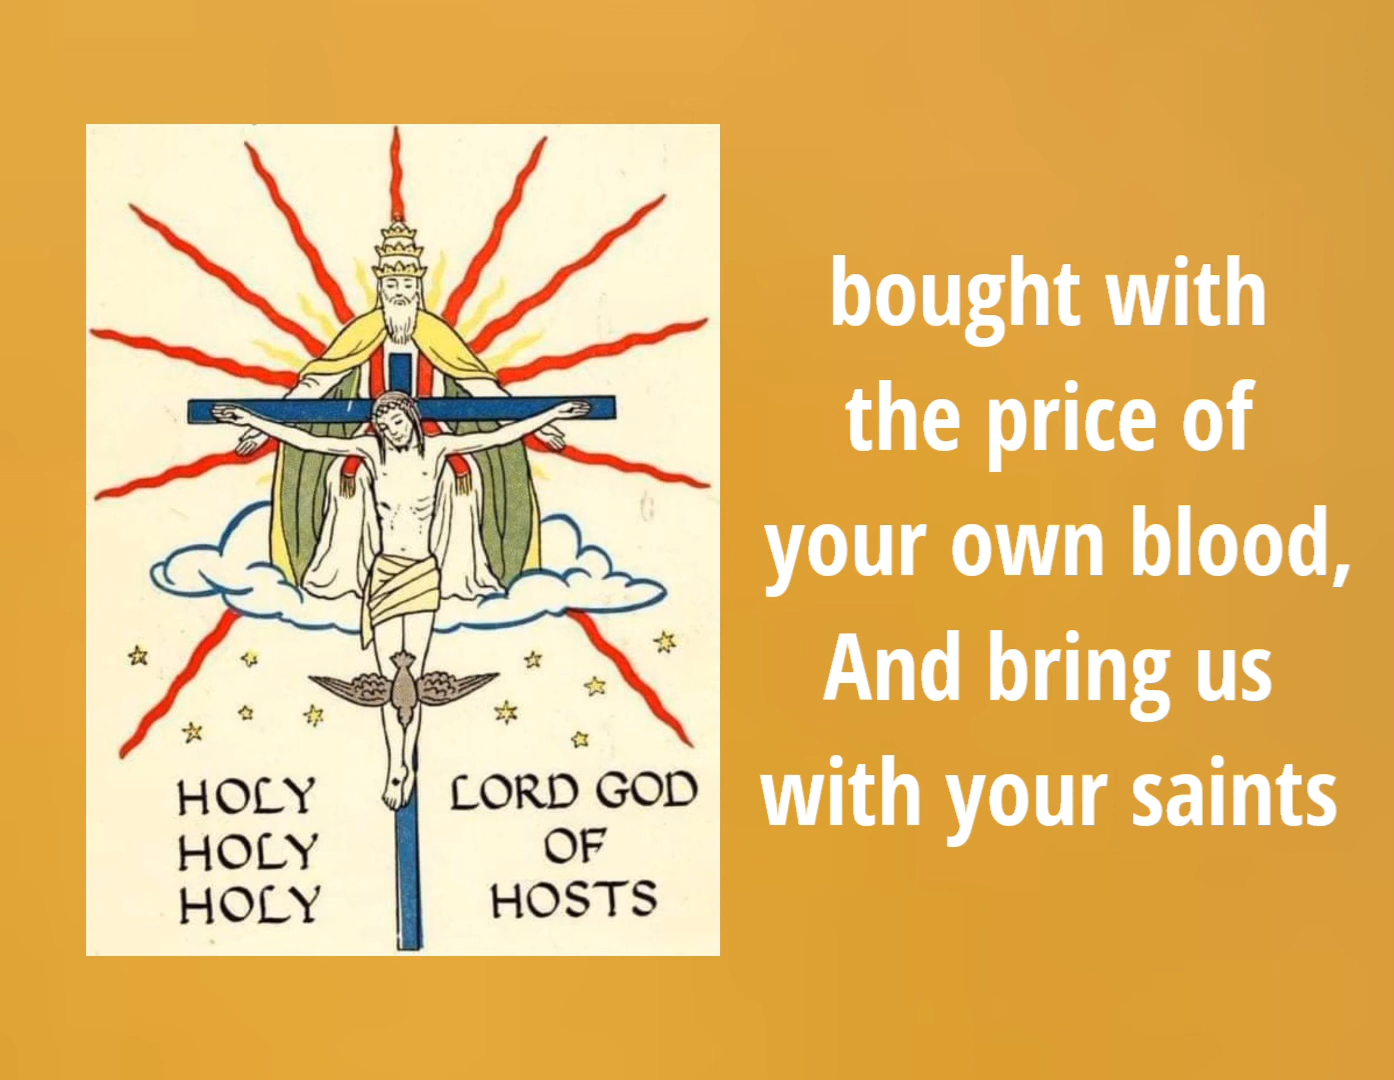 HOLY
HOLY
HOLY
LORD GOD
OF
HOSTS
bought with
the price of
your own blood,
And bring us
with your saints